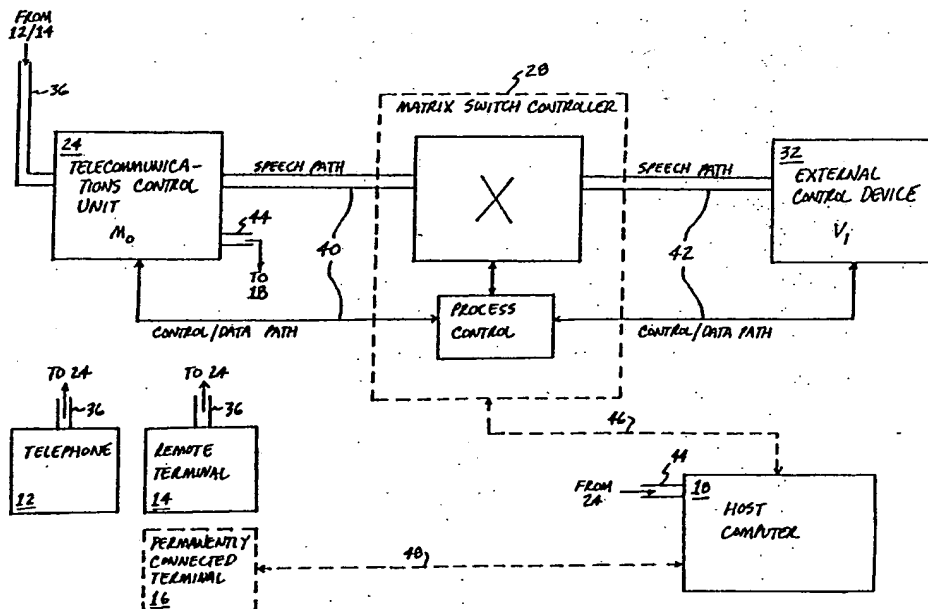 FROM
12/14
36
28
MATRIX SWITCH CONTROLLER
24
TELECOMMUNICA-
TIONS CONTROL
UNIT
M0
SPEECH PATH
X
SPEECH PATH
32
EXTERNAL
CONTROL DEVICE
V1
44
TO
18
40
42
PROCESS
CONTROL
CONTROL/DATA PATH
CONTROL/DATA PATH
TO 24
36
TO 24
36
TELEPHONE
12
REMOTE
TERMINAL
14
46
44
FROM
24
18
HOST
COMPUTER
PERMANENTLY
CONNECTED
TERMINAL
16
48